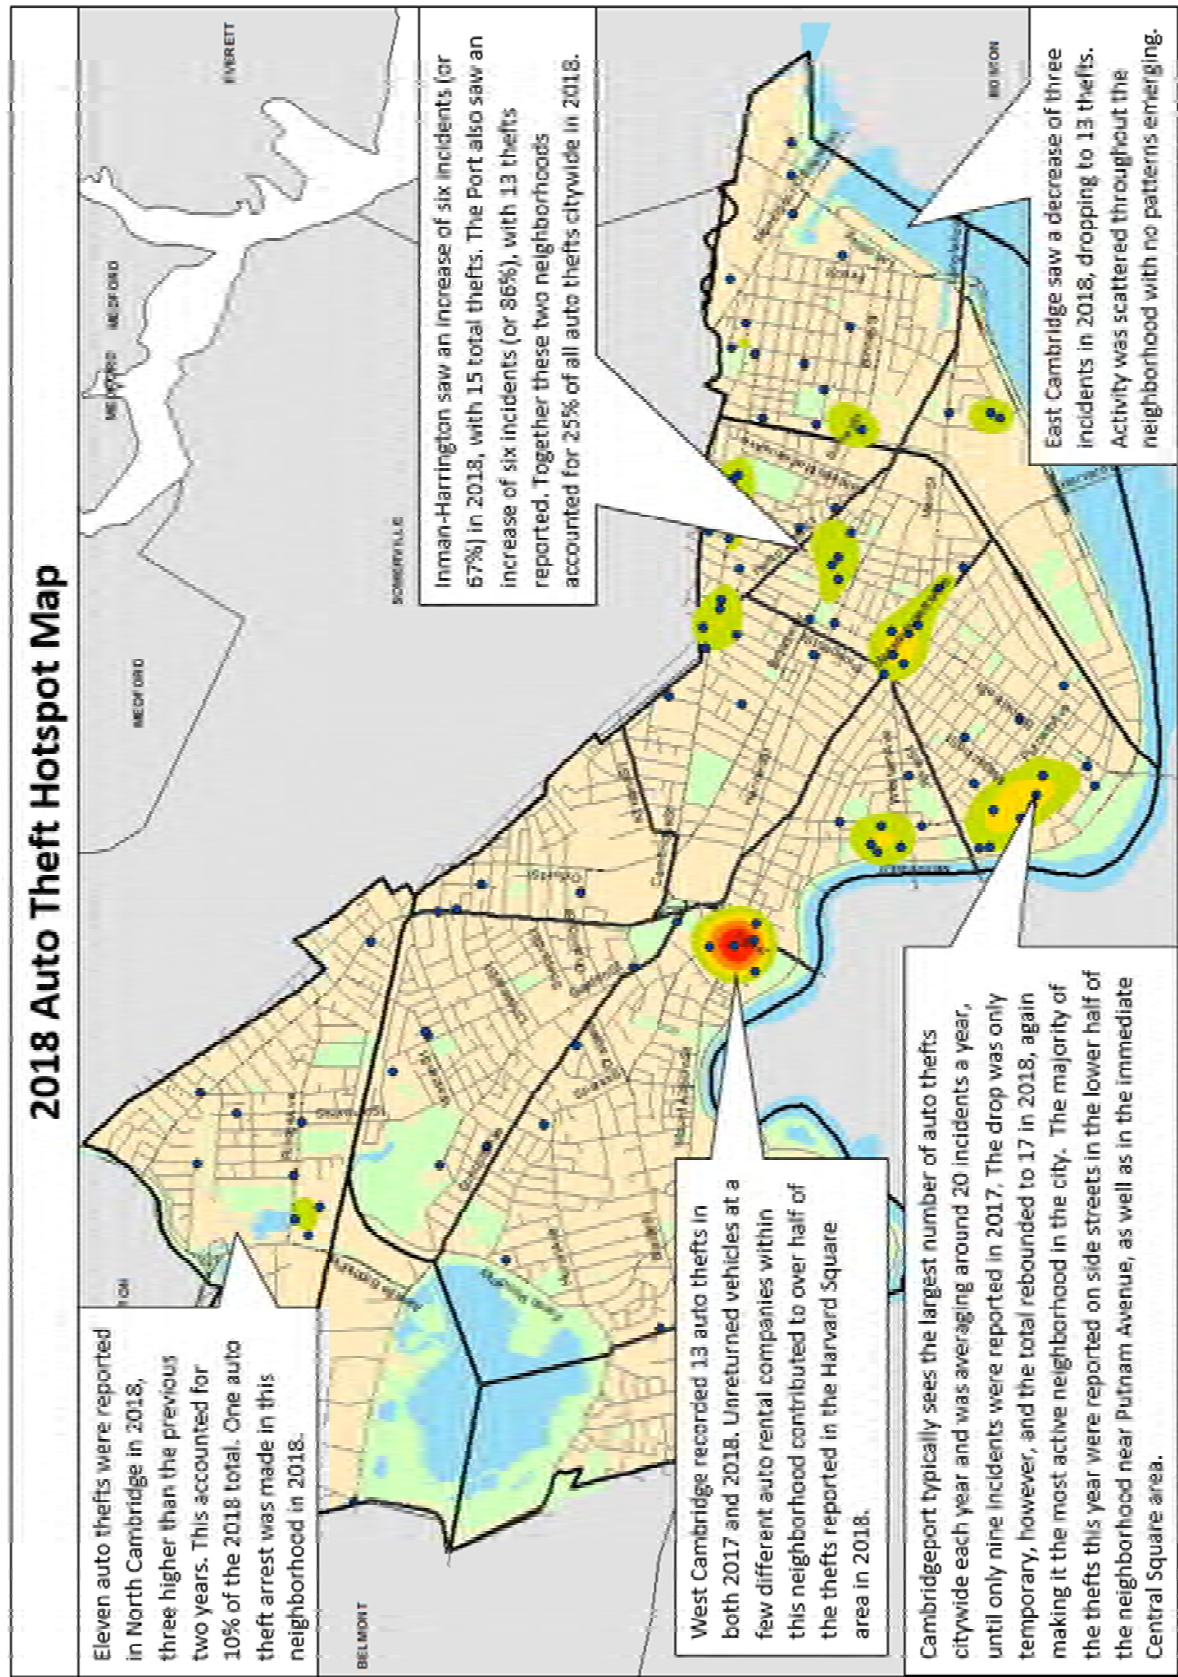 2018 Auto Theft Hotspot Map
EVERETT
MEDFORD
MEDFORD
MEDFORD
SOMERVILLE
BOSTON
BELMONT
Inman-Harrington saw an increase of six incidents (or
67%) in 2018, with 15 total thefts. The Port also saw an
increase of six incidents (or 86%), with 13 thefts
reported. Together these two neighborhoods
accounted for 25% of all auto thefts citywide in 2018.
East Cambridge saw a decrease of three
incidents in 2018, dropping to 13 thefts.
Activity was scattered throughout the
neighborhood with no patterns emerging.
Eleven auto thefts were reported
in North Cambridge in 2018,
three higher than the previous
two years. This accounted for
10% of the 2018 total. One auto
theft arrest was made in this
neighborhood in 2018.
West Cambridge recorded 13 auto thefts in
both 2017 and 2018. Unreturned vehicles at a
few different auto rental companies within
this neighborhood contributed to over half of
the thefts reported in the Harvard Square
area in 2018.
Cambridgeport typically sees the largest number of auto thefts
citywide each year and was averaging around 20 incidents a year,
until only nine incidents were reported in 2017. The drop was only
temporary, however, and the total rebounded to 17 in 2018, again
making it the most active neighborhood in the city. The majority of
the thefts this year were reported on side streets in the lower half of
the neighborhood near Putnam Avenue, as well as in the immediate
Central Square area.